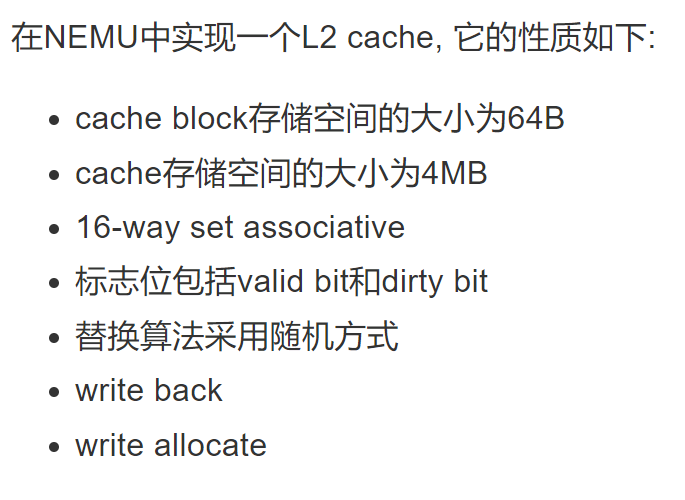 在NEMU中实现一个L2 cache, 它的性质如下:
• cache block存储空间的大小为64B
• cache存储空间的大小为4MB
• 16-way set associative
• 标志位包括valid bit和dirty bit
• 替换算法采用随机方式
• write back
• write allocate